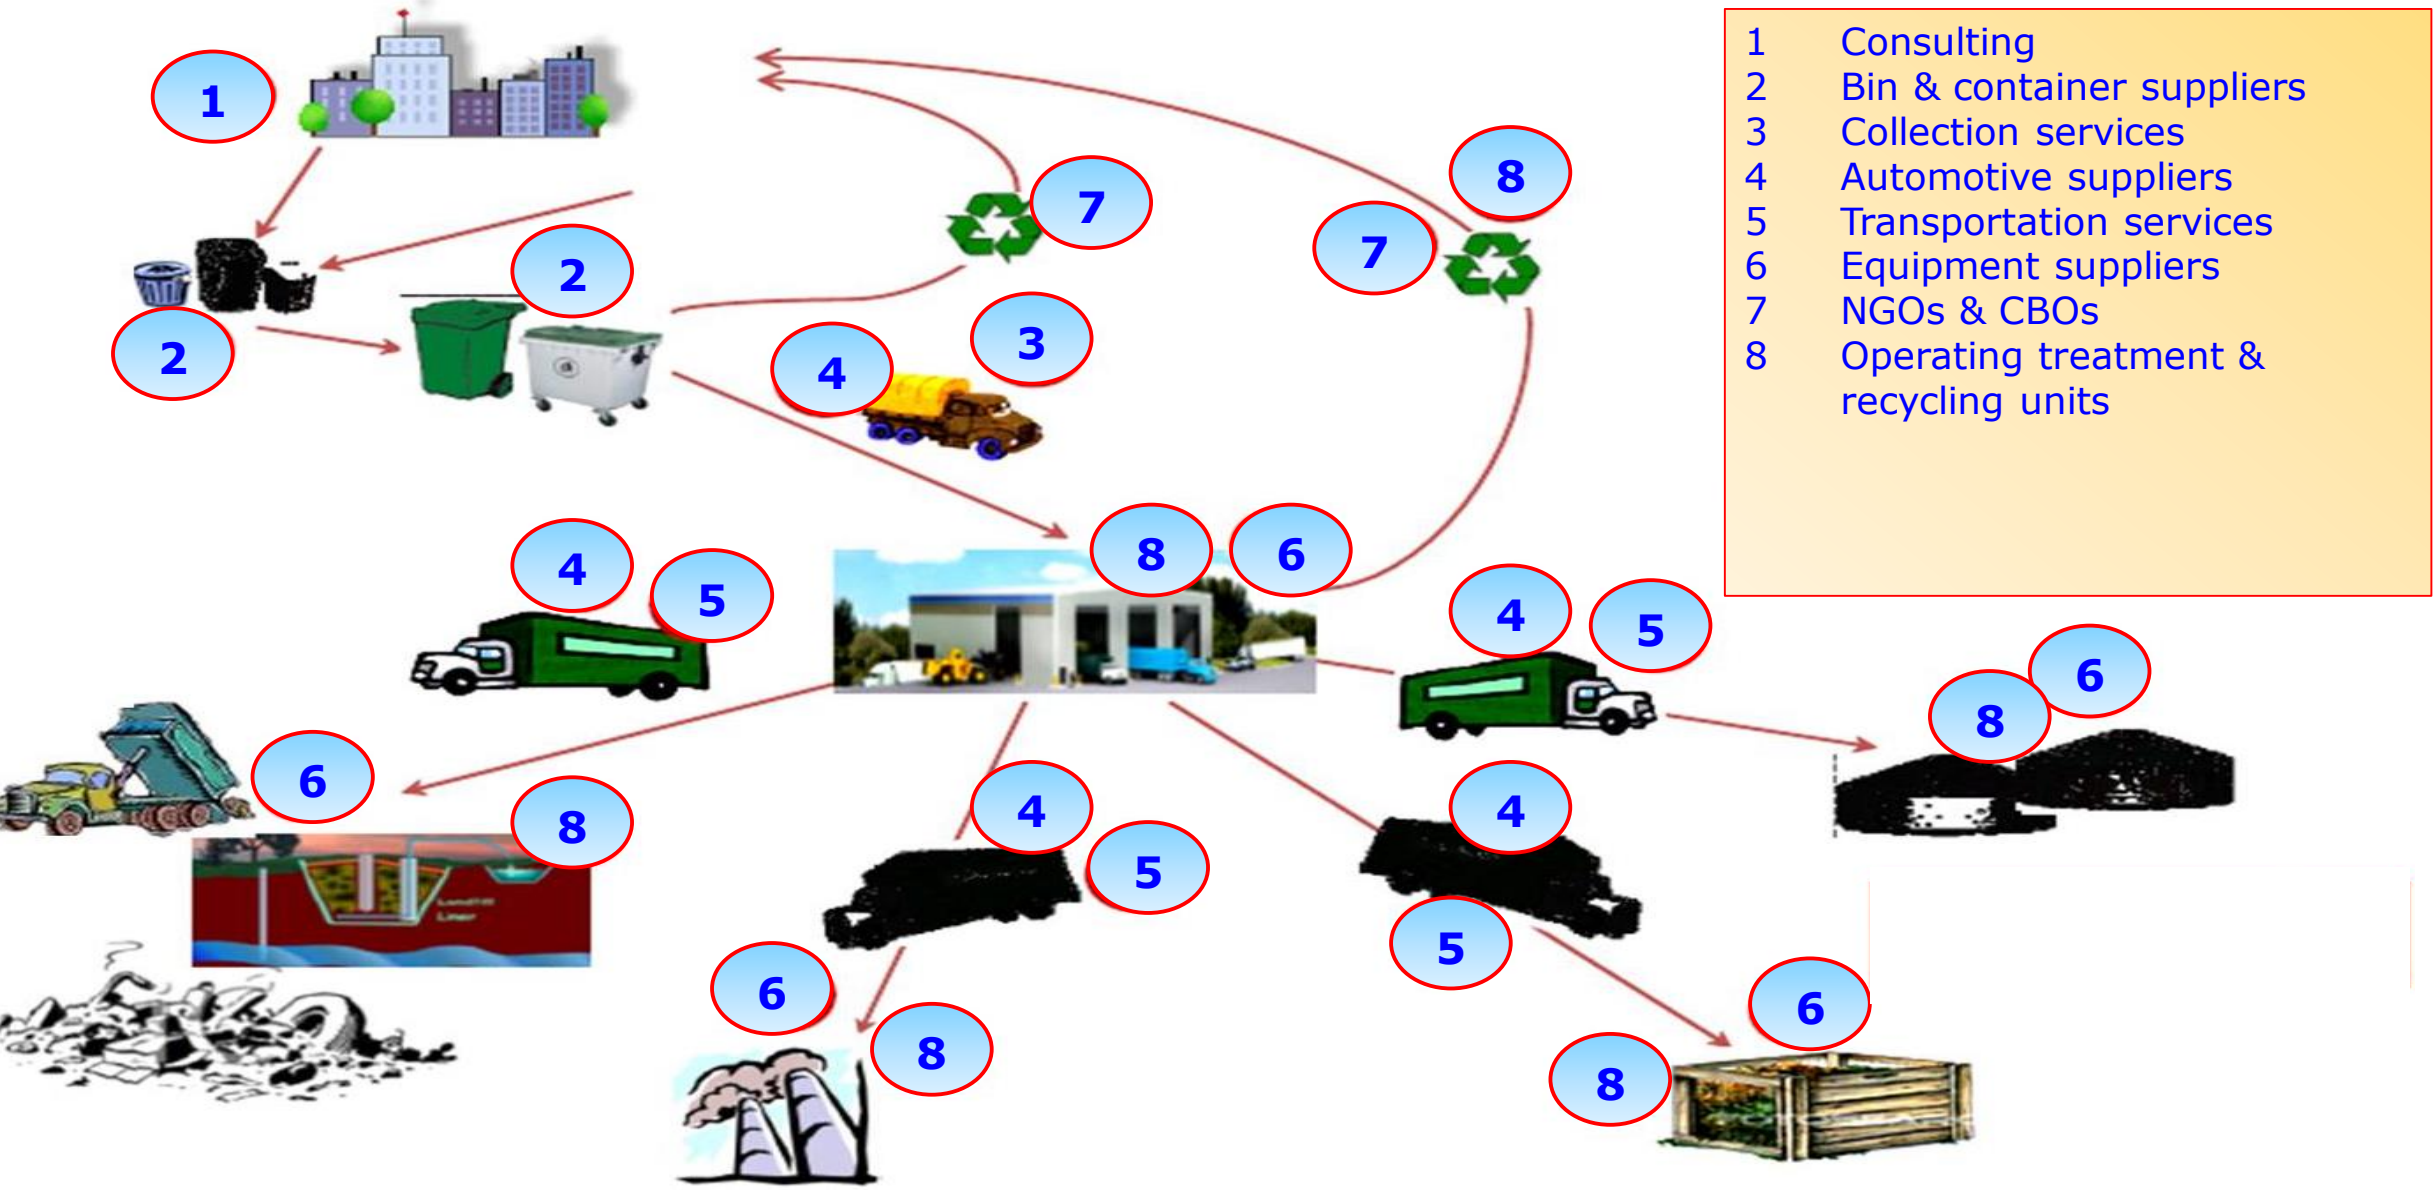 1
2
2
7
8
7
3
4
4
5
8
6
4
5
6
8
6
8
4
5
4
5
6
8
6
8
1 Consulting
2 Bin & container suppliers
3 Collection services
4 Automotive suppliers
5 Transportation services
6 Equipment suppliers
7 NGOs & CBOs
8 Operating treatment &
recycling units
Liner